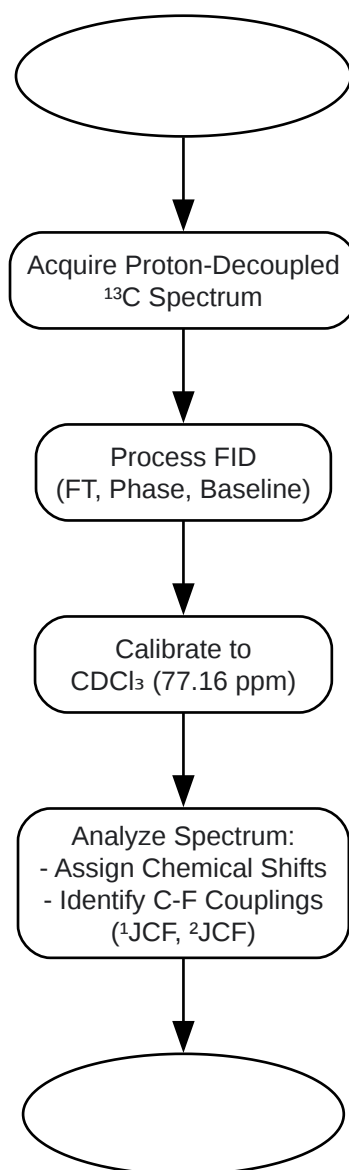 Acquire Proton-Decoupled
¹³C Spectrum
Process FID
(FT, Phase, Baseline)
Calibrate to
CDCl₃ (77.16 ppm)
Analyze Spectrum:
- Assign Chemical Shifts
- Identify C-F Couplings
(¹JCF, ²JCF)